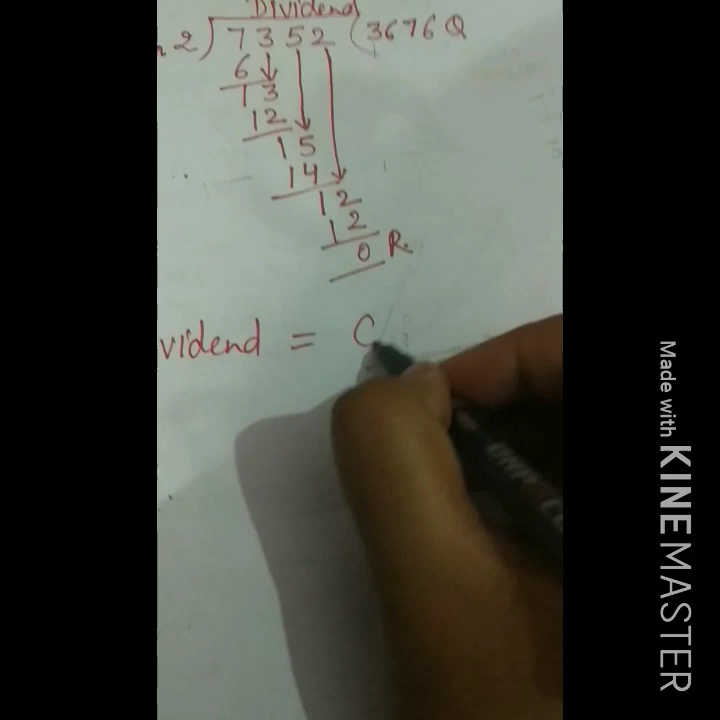 Dividend
2) 7352 (3676 Q
6
13
12
15
14
12
12
0 R.
vidend = C
Made with KINEMASTER